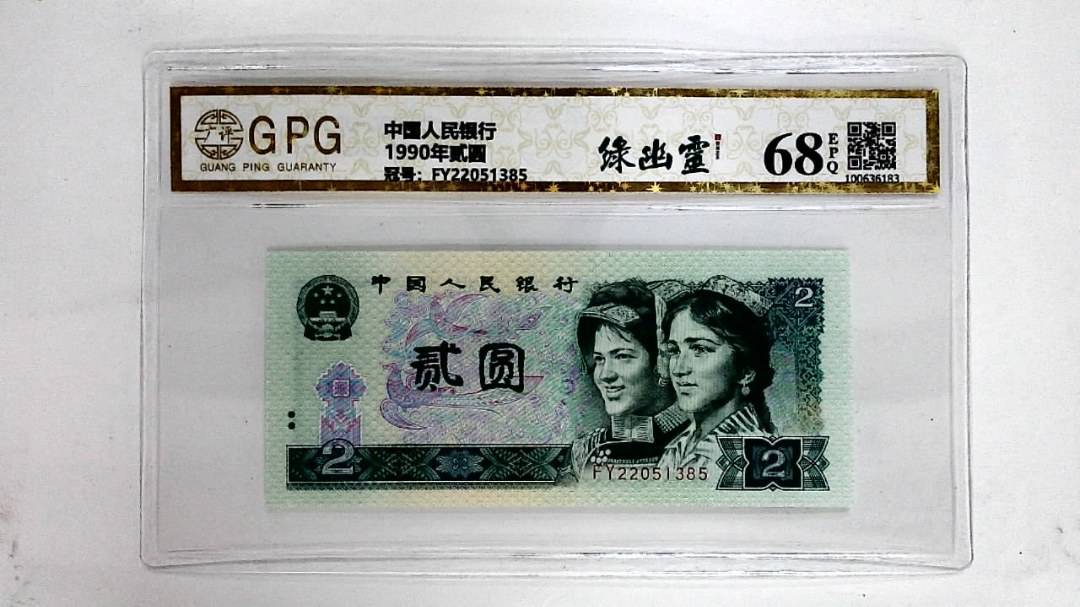 广评
GPG
GUANG PING GUARANTY
中国人民银行
1990年贰圆
冠号：FY22051385
绿幽灵
68
EPQ
100636183
中国人民银行
2
贰圆
2
FY22051385
2